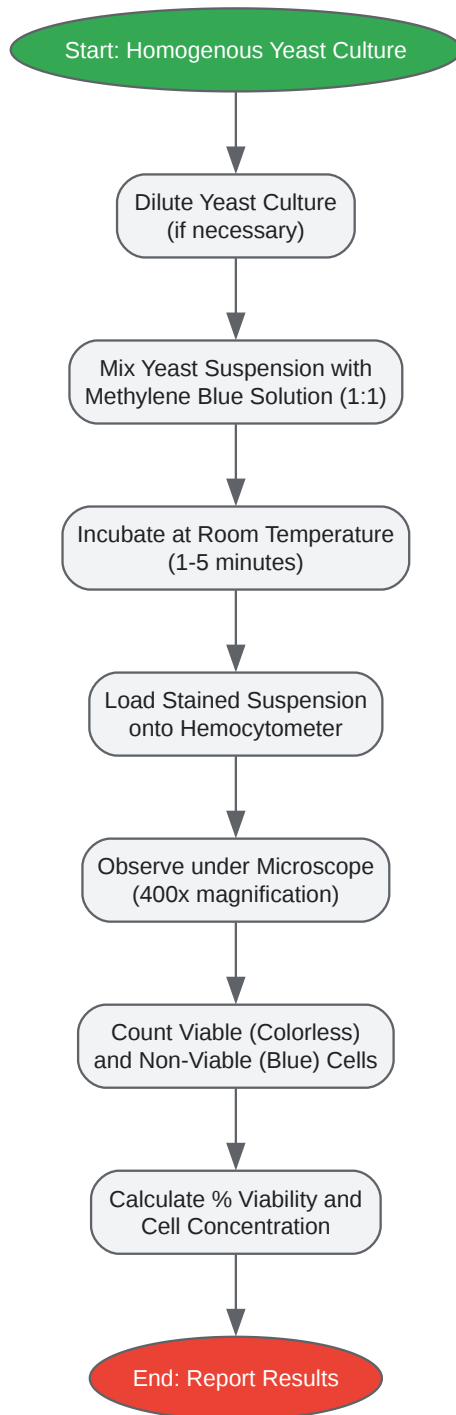 Start: Homogenous Yeast Culture
Dilute Yeast Culture
(if necessary)
Mix Yeast Suspension with
Methylene Blue Solution (1:1)
Incubate at Room Temperature
(1-5 minutes)
Load Stained Suspension
onto Hemocytometer
Observe under Microscope
(400x magnification)
Count Viable (Colorless)
and Non-Viable (Blue) Cells
Calculate % Viability and
Cell Concentration
End: Report Results